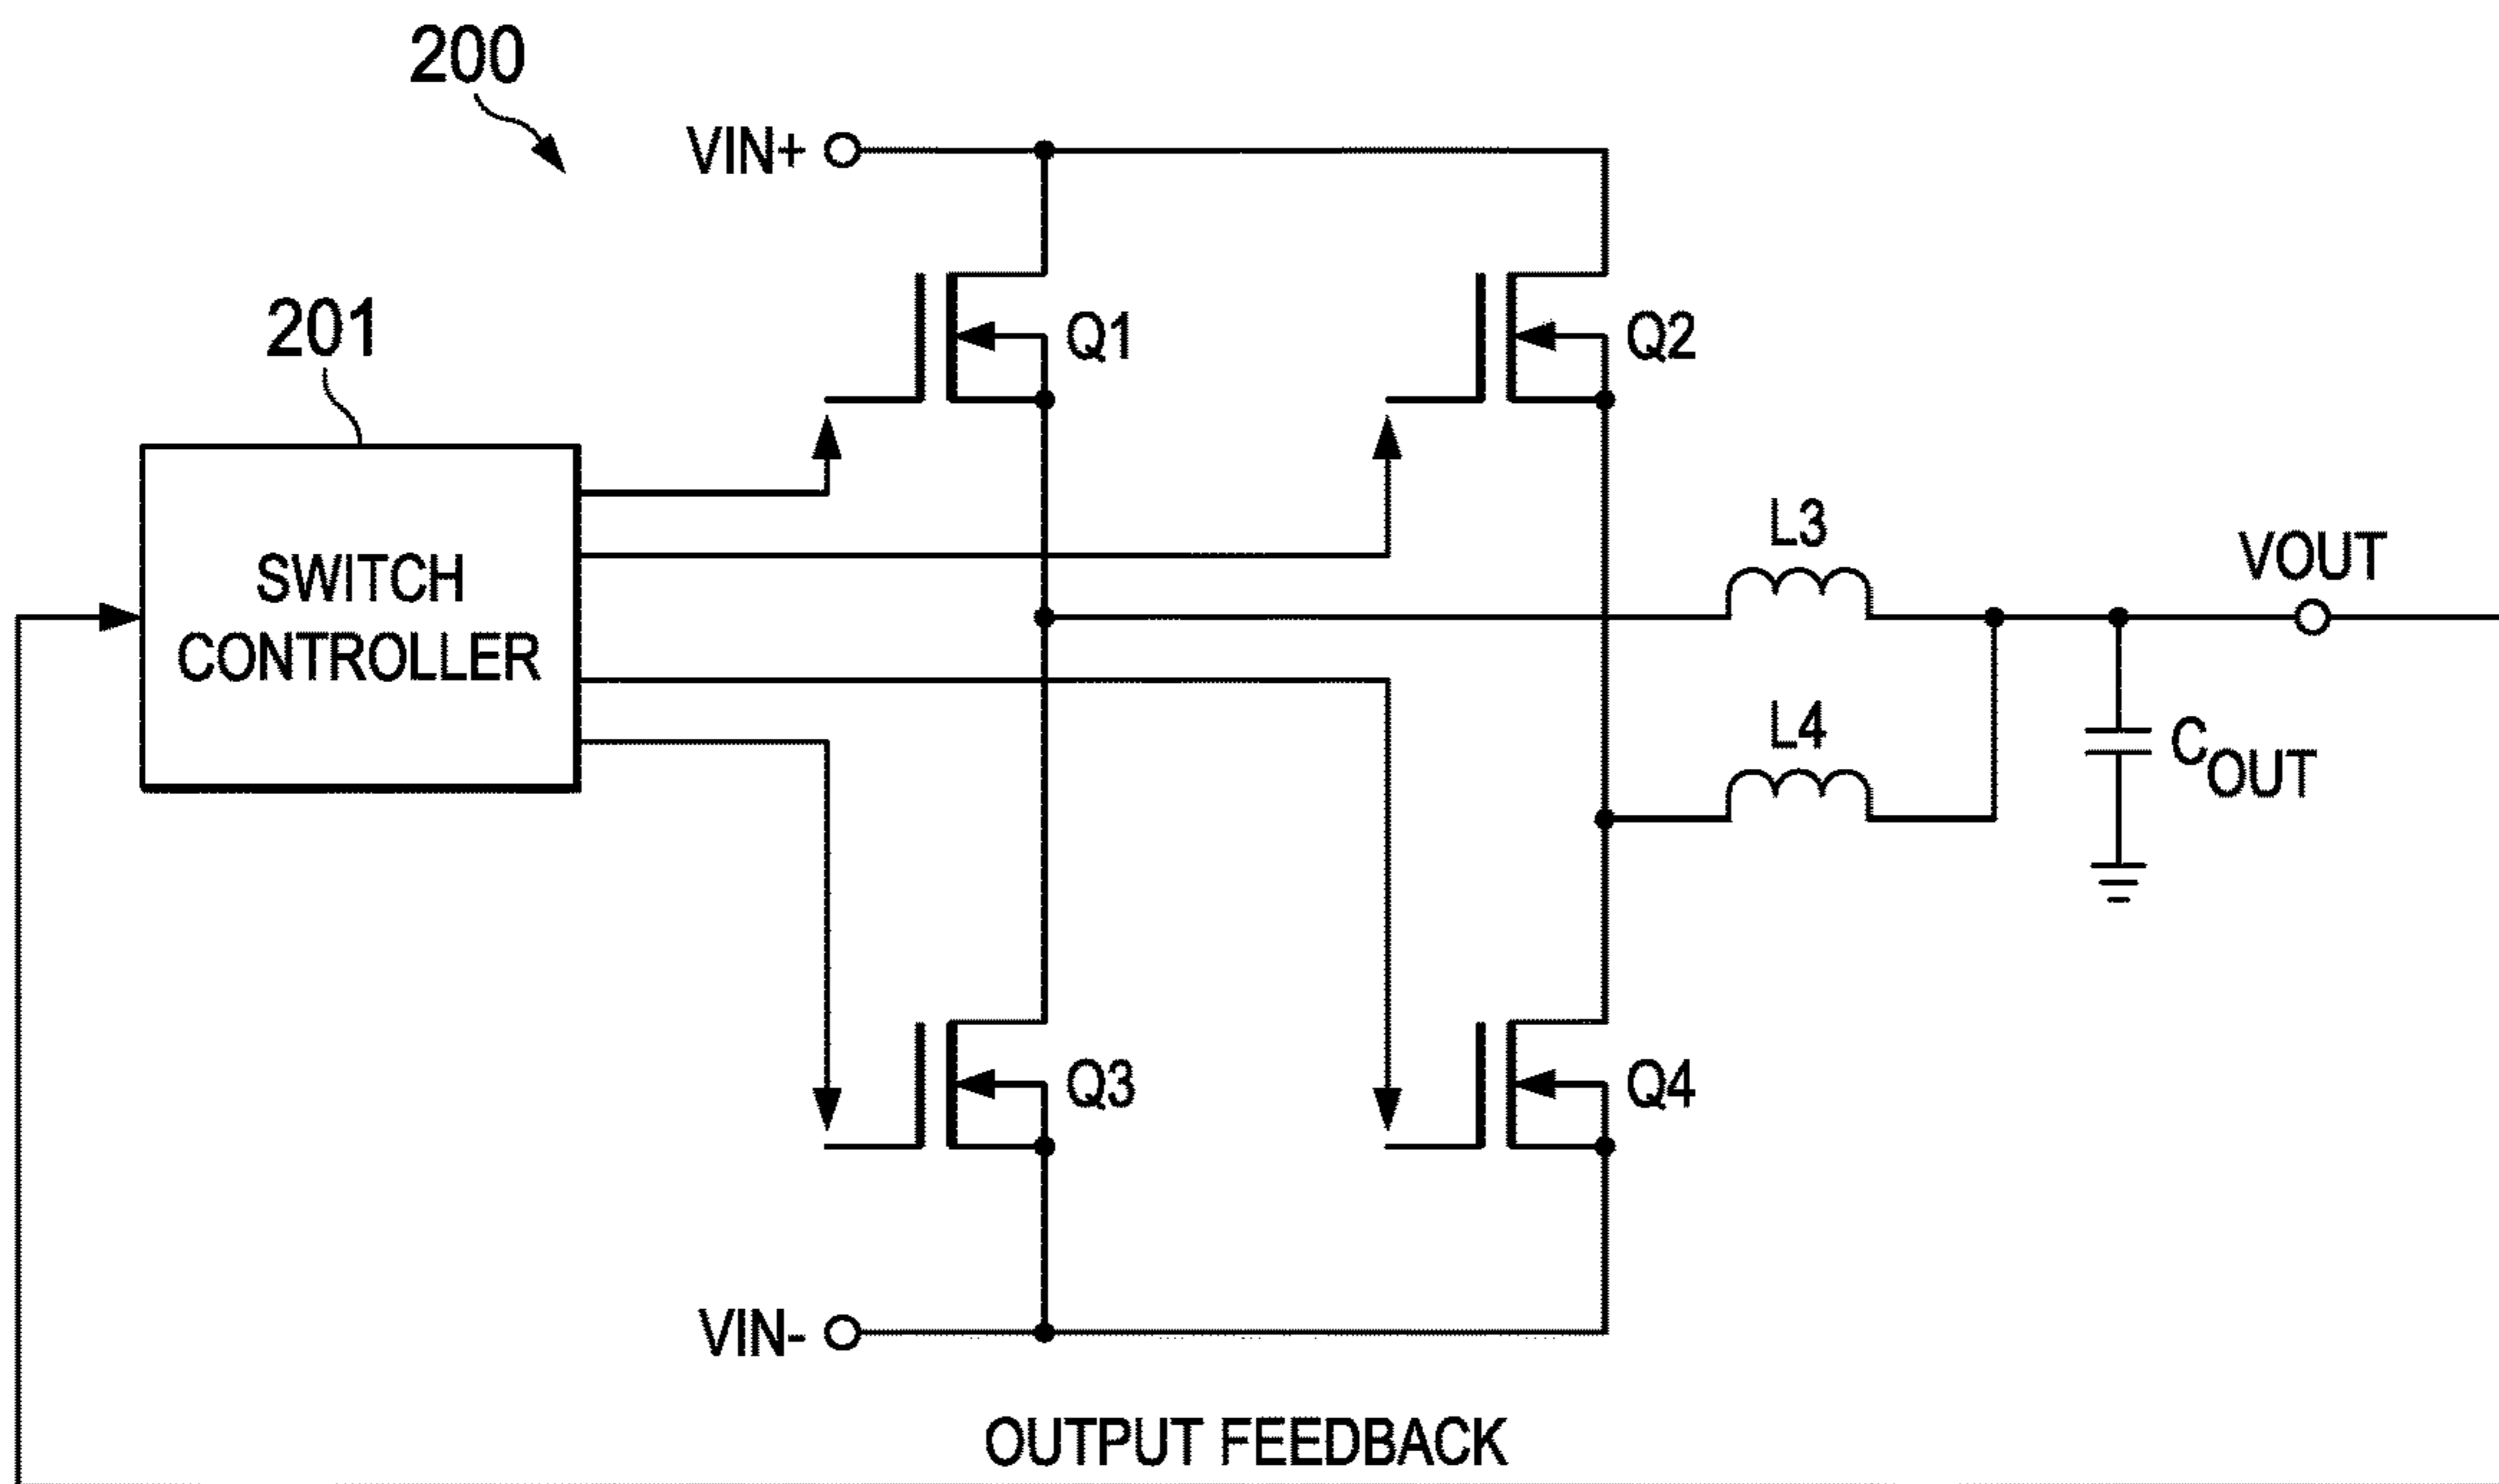 200
VIN+
201
Q1
Q2
SWITCH
CONTROLLER
L3
VOUT
L4
COUT
Q3
Q4
VIN-
OUTPUT FEEDBACK